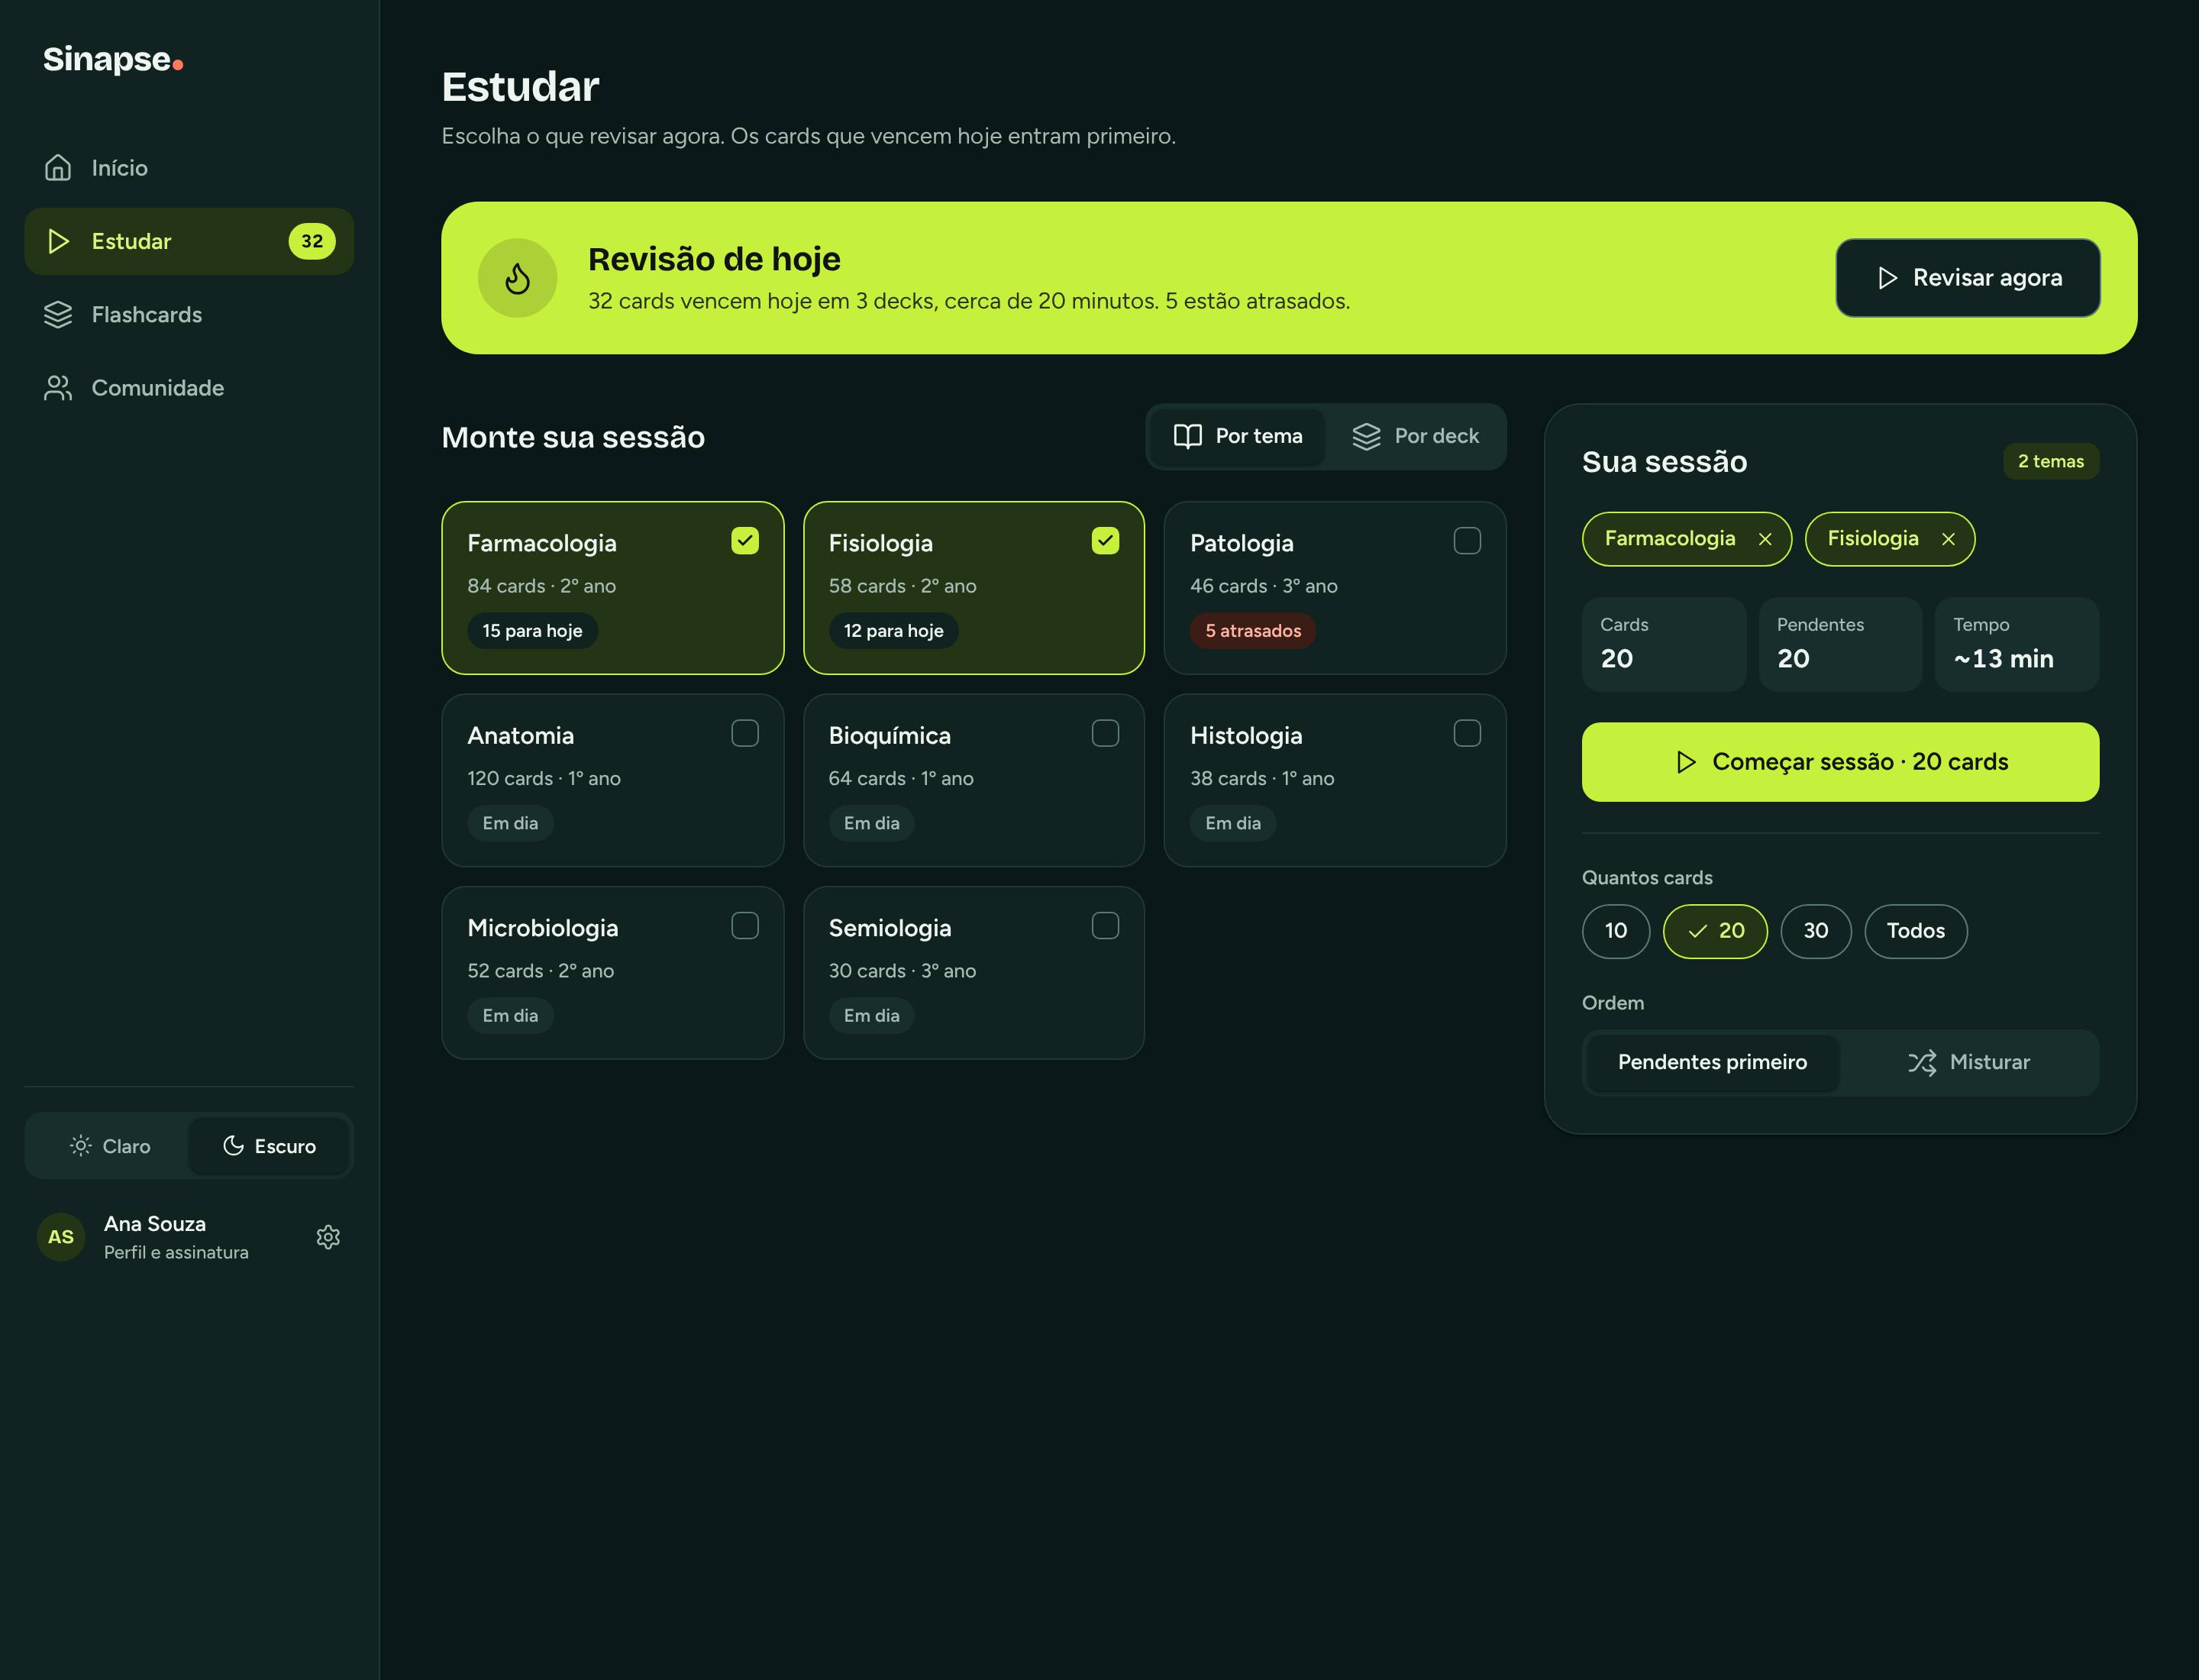 Sinapse.
Início
Estudar
32
Flashcards
Comunidade
Claro
Escuro
AS
Ana Souza
Perfil e assinatura
Estudar
Escolha o que revisar agora. Os cards que vencem hoje entram primeiro.
Revisão de hoje
32 cards vencem hoje em 3 decks, cerca de 20 minutos. 5 estão atrasados.
Revisar agora
Monte sua sessão
Por tema
Por deck
Farmacologia
84 cards · 2º ano
15 para hoje
Fisiologia
58 cards · 2º ano
12 para hoje
Patologia
46 cards · 3º ano
5 atrasados
Anatomia
120 cards · 1º ano
Em dia
Bioquímica
64 cards · 1º ano
Em dia
Histologia
38 cards · 1º ano
Em dia
Microbiologia
52 cards · 2º ano
Em dia
Semiologia
30 cards · 3º ano
Em dia
Sua sessão
2 temas
Farmacologia
Fisiologia
Cards
20
Pendentes
20
Tempo
~13 min
Começar sessão · 20 cards
Quantos cards
10
20
30
Todos
Ordem
Pendentes primeiro
Misturar